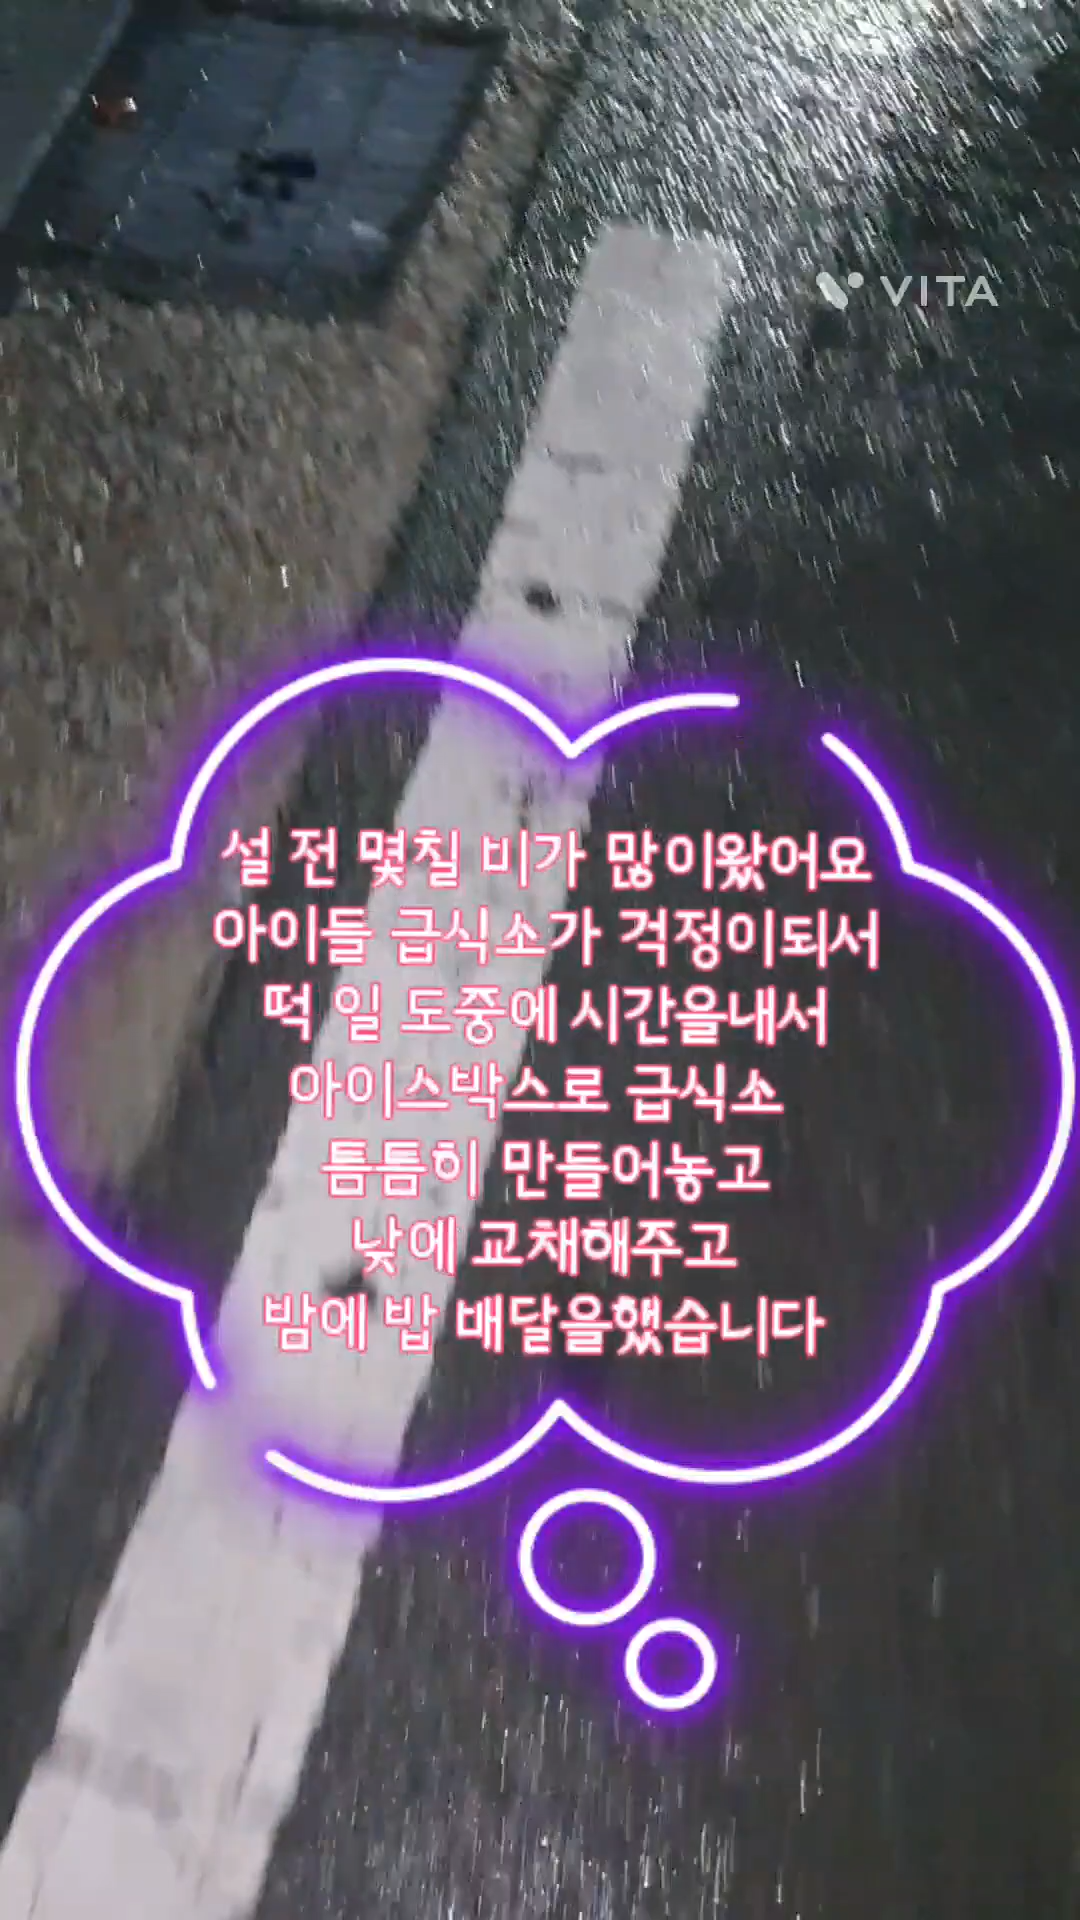 VITA
설 전 몇칠 비가 많이왔어요
아이들 급식소가 걱정이되서
떡 일 도중에 시간을내서
아이스박스로 급식소
틈틈히 만들어놓고
낮에 교채해주고
밤에 밥 배달을했습니다